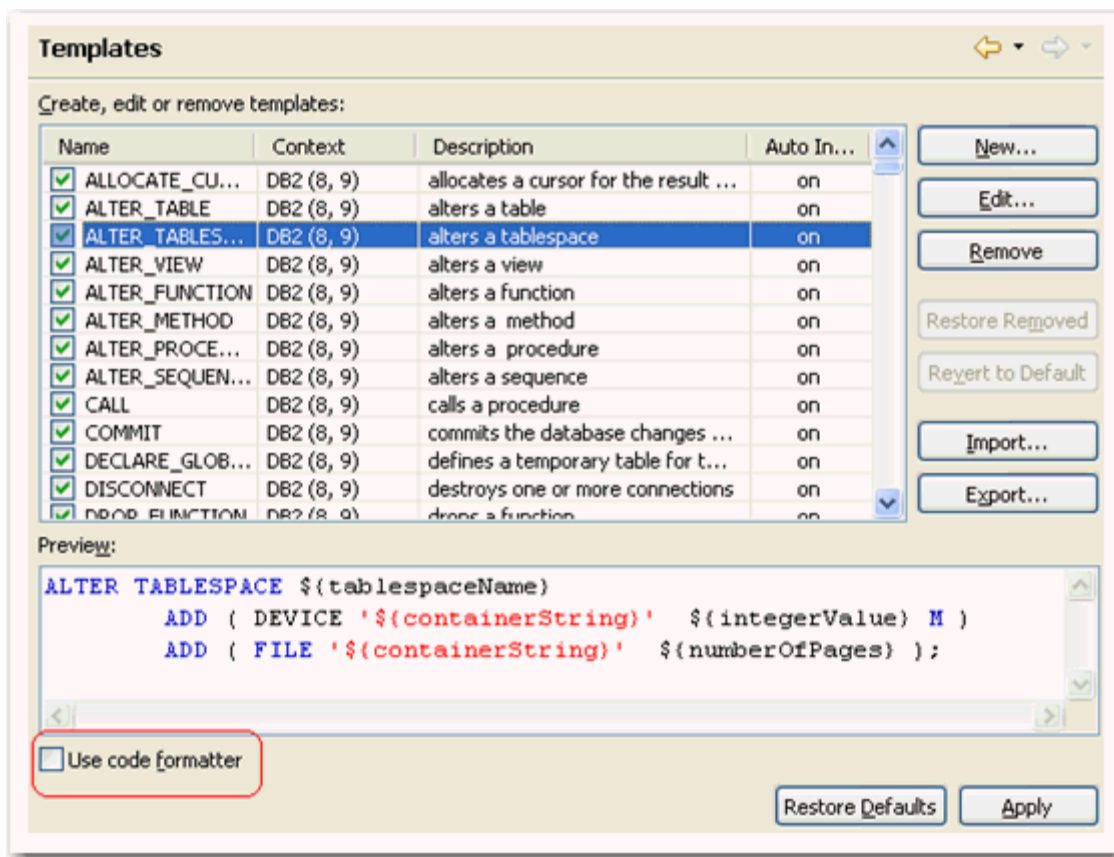 Templates
Create, edit or remove templates:
Name Context Description Auto In...
ALLOCATE_CU... DB2 (8, 9) allocates a cursor for the result ... on
ALTER_TABLE DB2 (8, 9) alters a table on
ALTER_TABLES... DB2 (8, 9) alters a tablespace on
ALTER_VIEW DB2 (8, 9) alters a view on
ALTER_FUNCTION DB2 (8, 9) alters a function on
ALTER_METHOD DB2 (8, 9) alters a method on
ALTER_PROCE... DB2 (8, 9) alters a procedure on
ALTER_SEQUEN... DB2 (8, 9) alters a sequence on
CALL DB2 (8, 9) calls a procedure on
COMMIT DB2 (8, 9) commits the database changes ... on
DECLARE_GLOB... DB2 (8, 9) defines a temporary table for t... on
DISCONNECT DB2 (8, 9) destroys one or more connections on
DROP_FUNCTION DB2 (8, 9) drops a function on
New...
Edit...
Remove
Restore Removed
Revert to Default
Import...
Export...
Preview:
ALTER TABLESPACE ${tablespaceName}
ADD ( DEVICE '${containerString}' ${integerValue} M )
ADD ( FILE '${containerString}' ${numberOfPages} );
Use code formatter
Restore Defaults
Apply